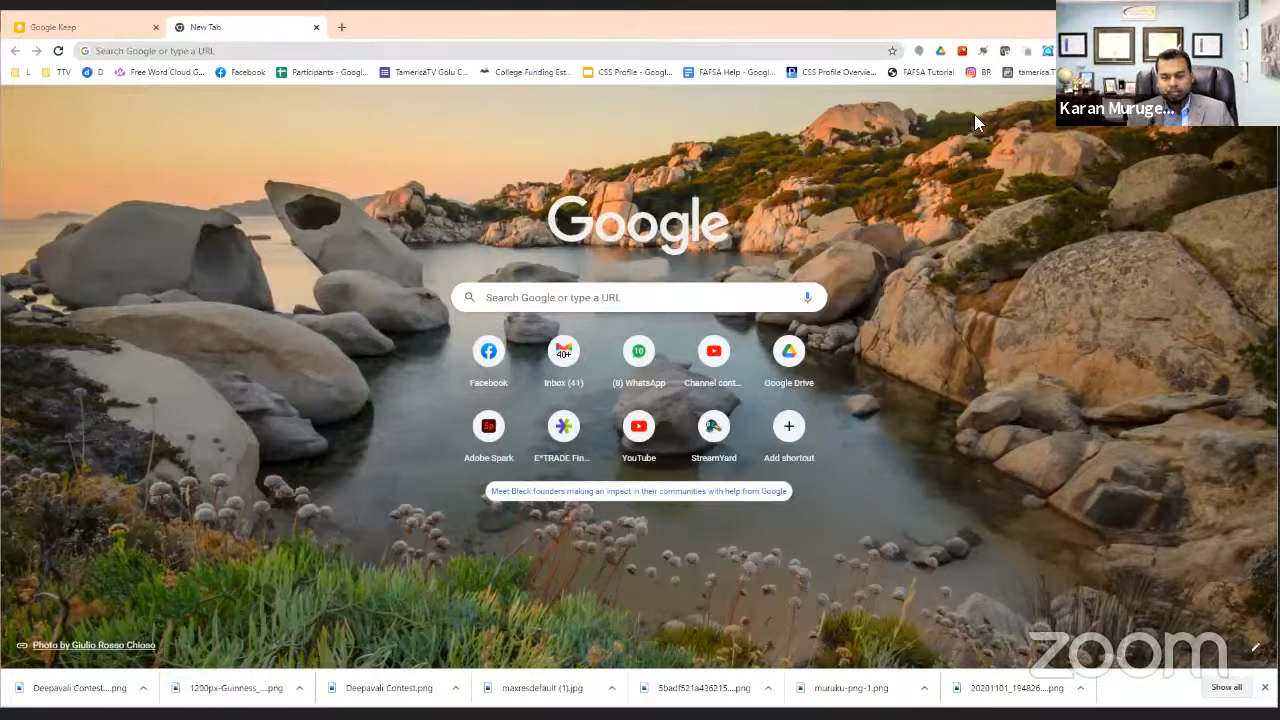 Google Keep
New Tab
Search Google or type a URL
L
TTV
D
Free Word Cloud G...
Facebook
Participants - Googl...
Tamerion / Golu C...
College Funding Est...
CSS Profile - Googl...
FAFSA Help - Googl...
CSS Profile Overvie...
FAFSA Tutorial
BR
tamerica.T
Karan Muruge...
Google
Search Google or type a URL
40+
10
Facebook
Inbox (41)
(8) WhatsApp
Channel cont...
Google Drive
Sp
Adobe Spark
E*TRADE Fin...
YouTube
StreamYard
Add shortcut
Meet Black founders making an impact in their communities with help from Google
Photo by Giulio Rosso Chioso
zoom
Deepavali Contest....png
1200px-Guinness_....png
Deepavali Contest.png
maxresdefault (1).jpg
5badf521a436215....png
muruku-png-1.png
20201101_194826....png
Show all